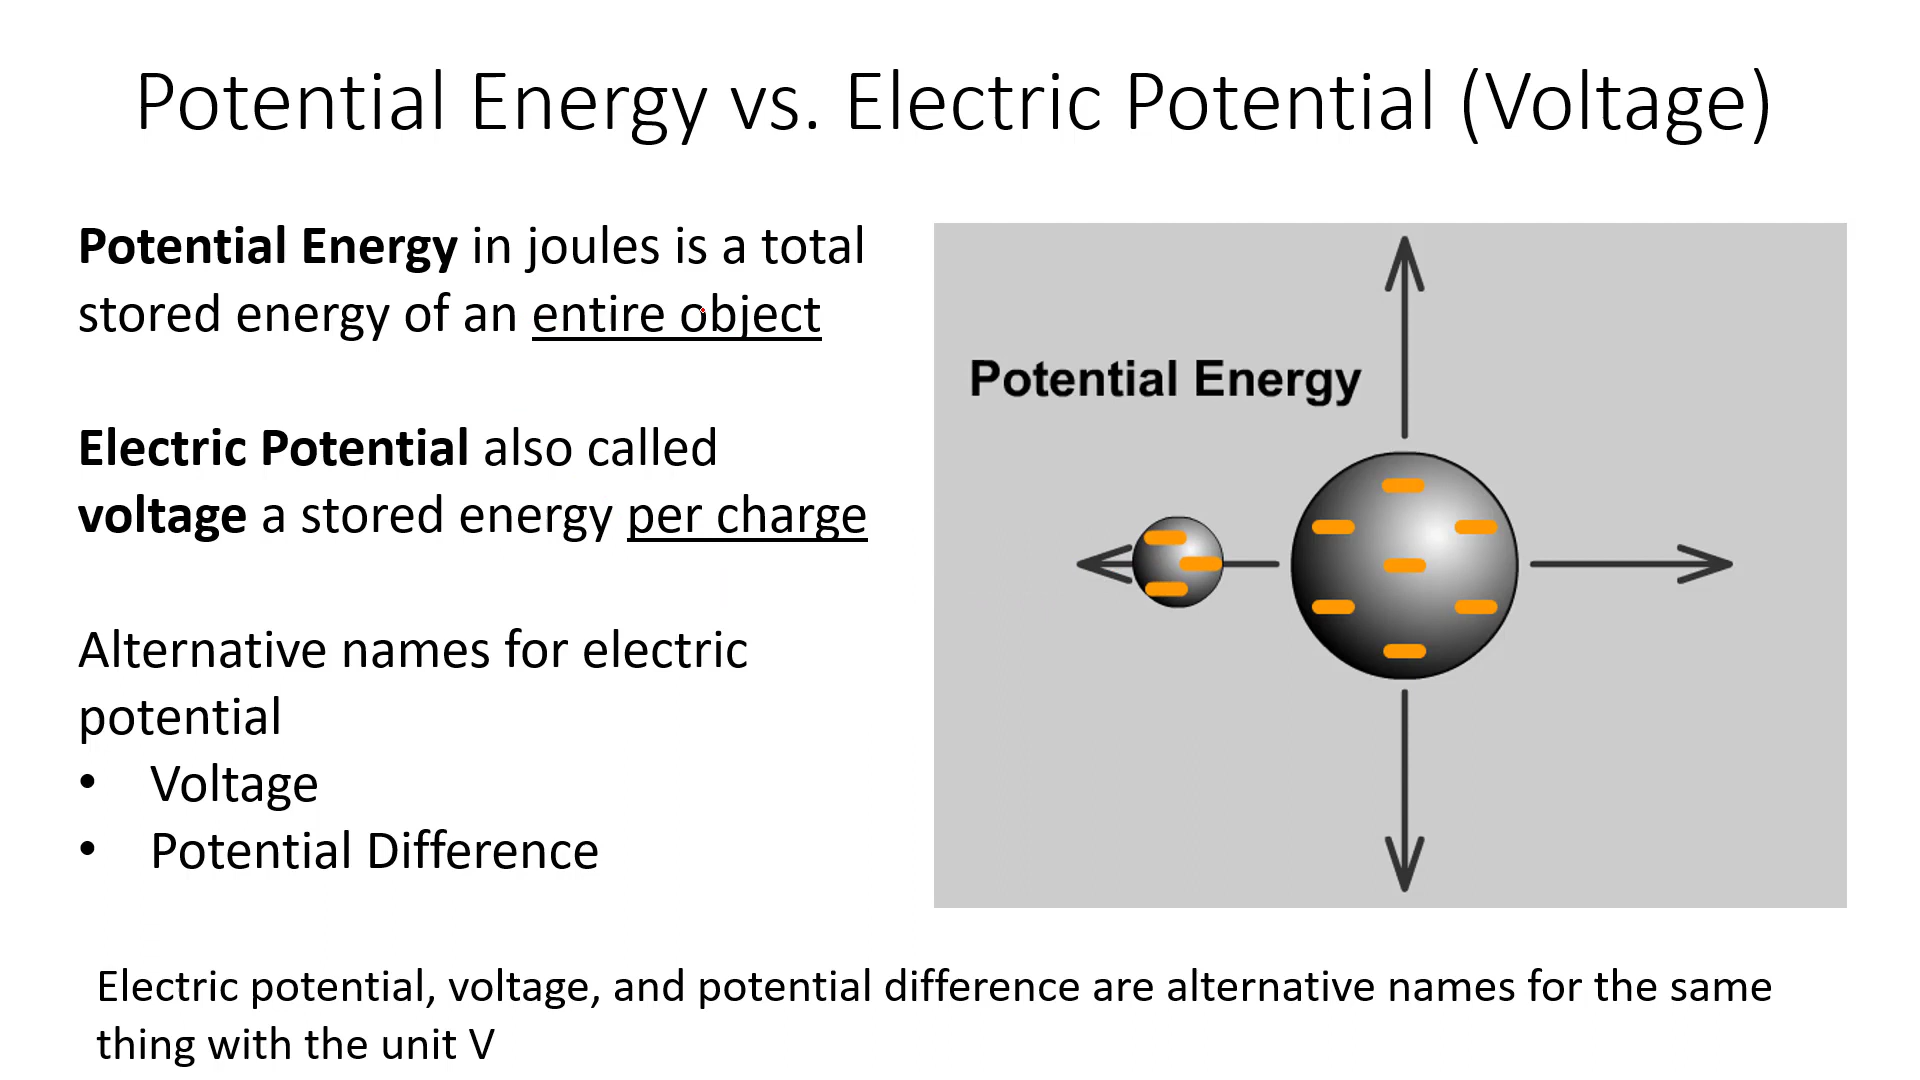 Potential Energy vs. Electric Potential (Voltage)
Potential Energy in joules is a total
stored energy of an entire object
Electric Potential also called
voltage a stored energy per charge
Alternative names for electric
potential
• Voltage
• Potential Difference
Potential Energy
Electric potential, voltage, and potential difference are alternative names for the same
thing with the unit V